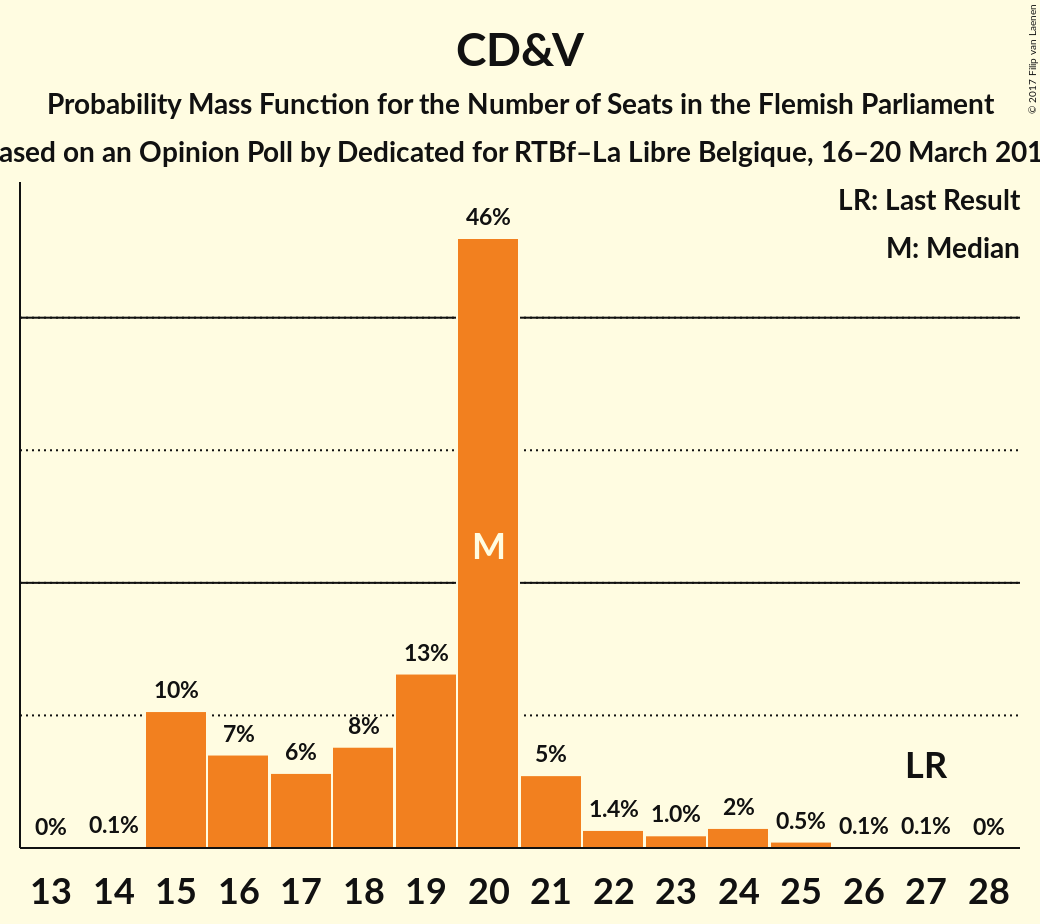 CD&V
Probability Mass Function for the Number of Seats in the Flemish Parliament
ased on an Opinion Poll by Dedicated for RTBf–La Libre Belgique, 16–20 March 201
© 2017 Filip van Laenen
LR: Last Result
M: Median
46%
M
13%
10%
7%
6%
8%
5%
LR
0%
0.1%
1.4%
1.0%
2%
0.5%
0.1%
0.1%
0%
13 14 15 16 17 18 19 20 21 22 23 24 25 26 27 28